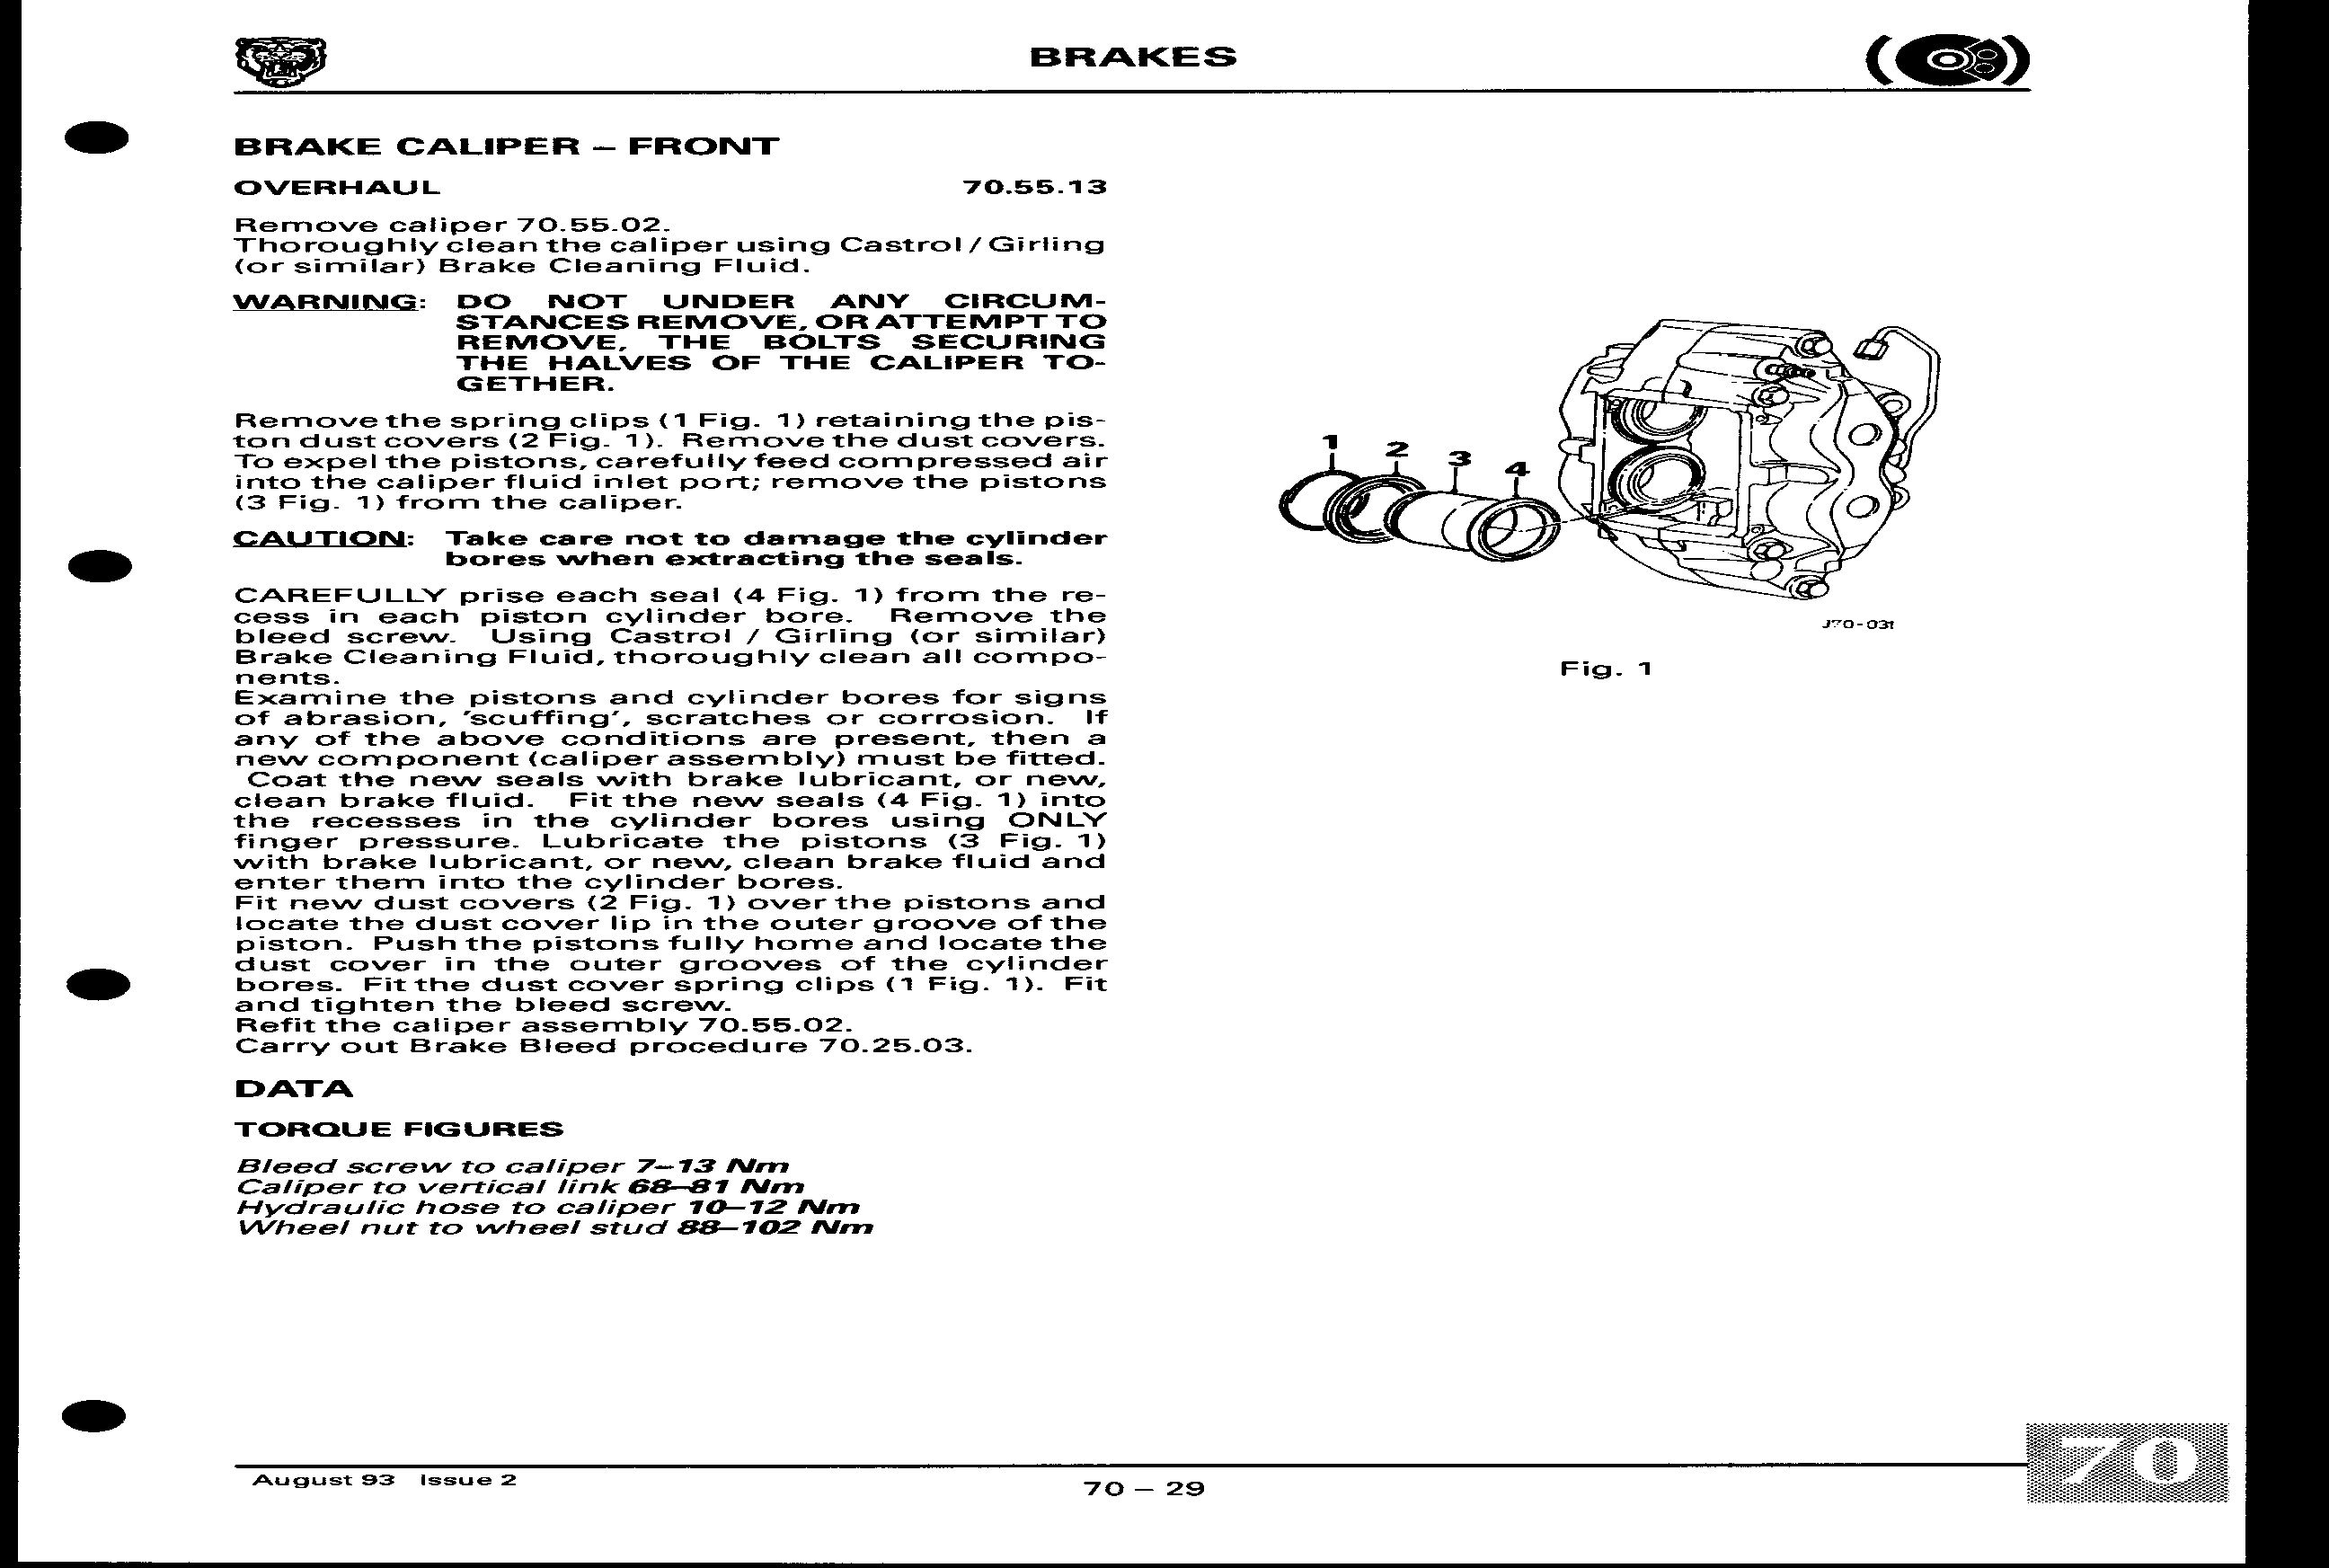 BRAKES
BRAKE CALIPER – FRONT
OVERHAUL 70.55.13
Remove caliper 70.55.02.
Thoroughly clean the caliper using Castrol / Girling
(or similar) Brake Cleaning Fluid.
WARNING: DO NOT UNDER ANY CIRCUM-
STANCES REMOVE, OR ATTEMPT TO
REMOVE, THE BOLTS SECURING
THE HALVES OF THE CALIPER TO-
GETHER.
Remove the spring clips (1 Fig. 1) retaining the pis-
ton dust covers (2 Fig. 1). Remove the dust covers.
To expel the pistons, carefully feed compressed air
into the caliper fluid inlet port; remove the pistons
(3 Fig. 1) from the caliper.
CAUTION: Take care not to damage the cylinder
bores when extracting the seals.
CAREFULLY prise each seal (4 Fig. 1) from the re-
cess in each piston cylinder bore. Remove the
bleed screw. Using Castrol / Girling (or similar)
Brake Cleaning Fluid, thoroughly clean all compo-
nents.
Examine the pistons and cylinder bores for signs
of abrasion, 'scuffing', scratches or corrosion. If
any of the above conditions are present, then a
new component (caliper assembly) must be fitted.
Coat the new seals with brake lubricant, or new,
clean brake fluid. Fit the new seals (4 Fig. 1) into
the recesses in the cylinder bores using ONLY
finger pressure. Lubricate the pistons (3 Fig. 1)
with brake lubricant, or new, clean brake fluid and
enter them into the cylinder bores.
Fit new dust covers (2 Fig. 1) over the pistons and
locate the dust cover lip in the outer groove of the
piston. Push the pistons fully home and locate the
dust cover in the outer grooves of the cylinder
bores. Fit the dust cover spring clips (1 Fig. 1). Fit
and tighten the bleed screw.
Refit the caliper assembly 70.55.02.
Carry out Brake Bleed procedure 70.25.03.
DATA
TORQUE FIGURES
Bleed screw to caliper 7–13 Nm
Caliper to vertical link 68–81 Nm
Hydraulic hose to caliper 10–12 Nm
Wheel nut to wheel stud 88–102 Nm
1 2 3 4
J70-031
Fig. 1
August 93 Issue 2
70 – 29
70